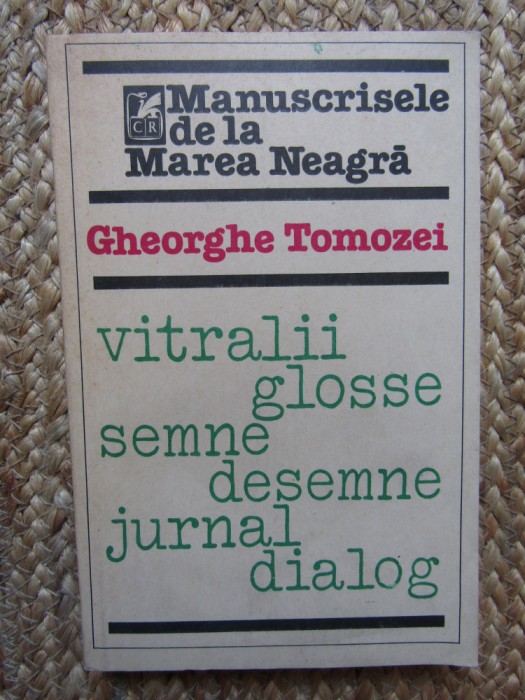 CR
Manuscrisele
de la
Marea Neagră
Gheorghe Tomozei
vitralii
glosse
semne
desemne
jurnal
dialog